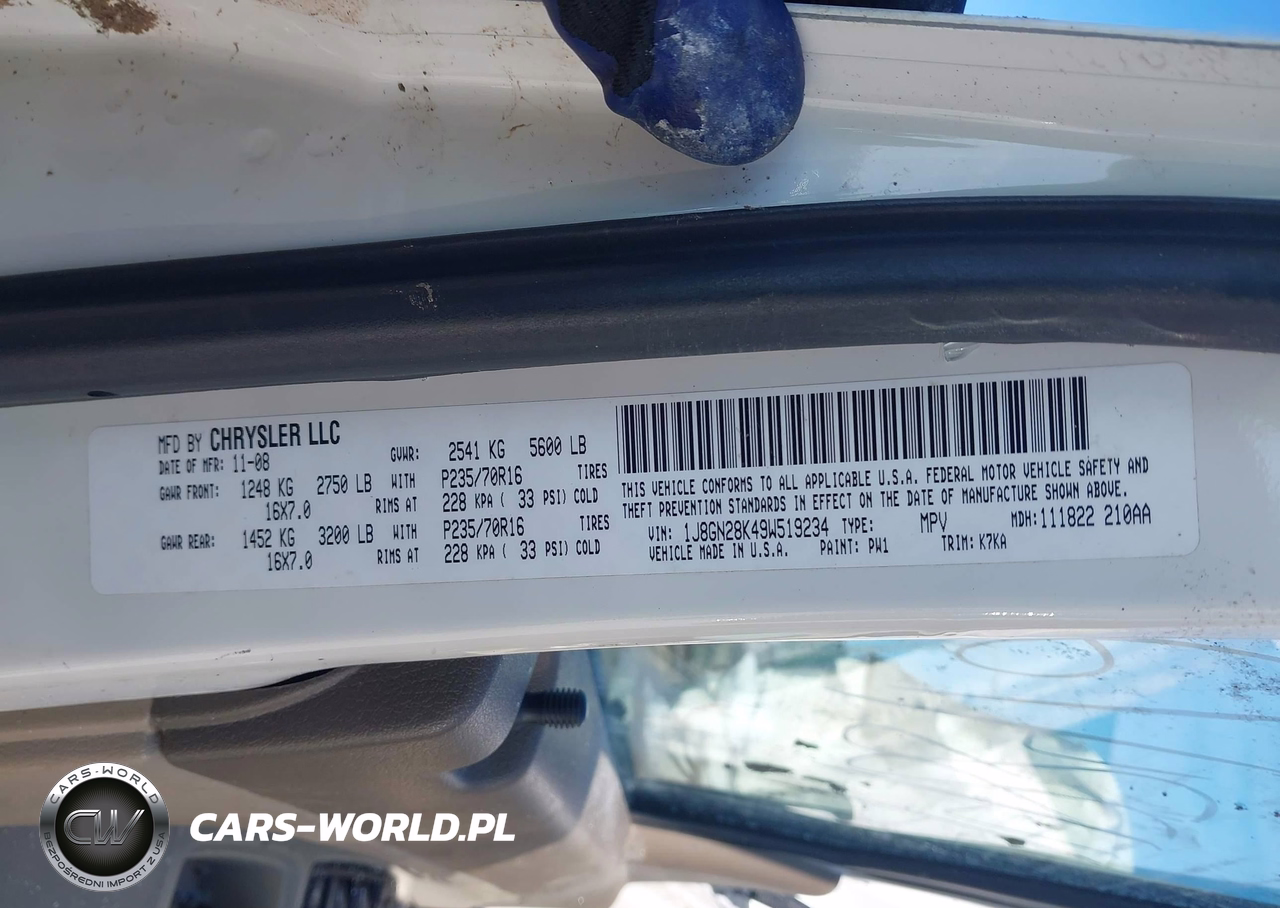 MFD BY CHRYSLER LLC
DATE OF MFR: 11-08
GVWR: 2541 KG 5600 LB
GAWR FRONT: 1248 KG 2750 LB WITH P235/70R16 TIRES
16X7.0 RIMS AT 228 KPA ( 33 PSI) COLD
GAWR REAR: 1452 KG 3200 LB WITH P235/70R16 TIRES
16X7.0 RIMS AT 228 KPA ( 33 PSI) COLD
THIS VEHICLE CONFORMS TO ALL APPLICABLE U.S.A. FEDERAL MOTOR VEHICLE SAFETY AND
THEFT PREVENTION STANDARDS IN EFFECT ON THE DATE OF MANUFACTURE SHOWN ABOVE.
VIN: 1J8GN28K49W519234 TYPE: MPV MDH: 111822 210AA
VEHICLE MADE IN U.S.A. PAINT: PW1 TRIM: K7KA
CARS-WORLD
CW
BEZPOŚREDNI IMPORT Z USA
CARS-WORLD.PL